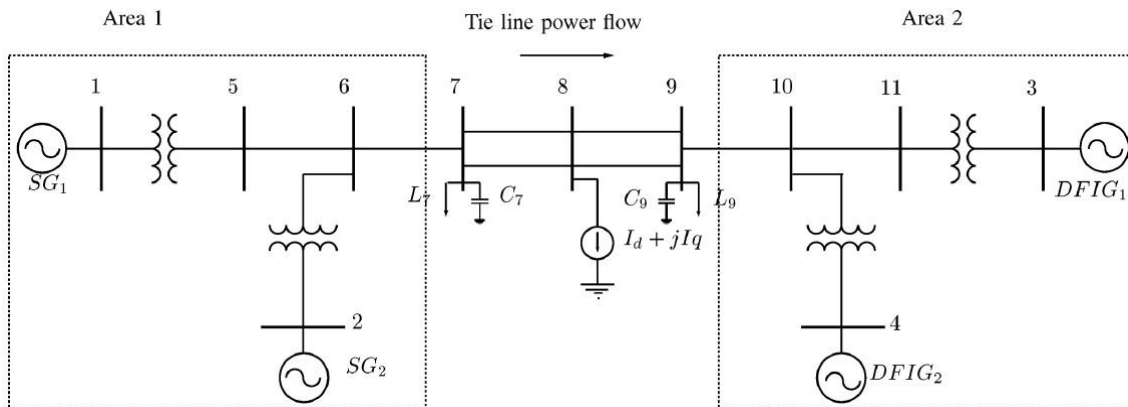 Area 1
Tie line power flow
Area 2
1
5
6
7
8
9
10
11
3
SG₁
DFIG₁
L₇
C₇
C₉
L₉
I_d + jIq
2
SG₂
4
DFIG₂